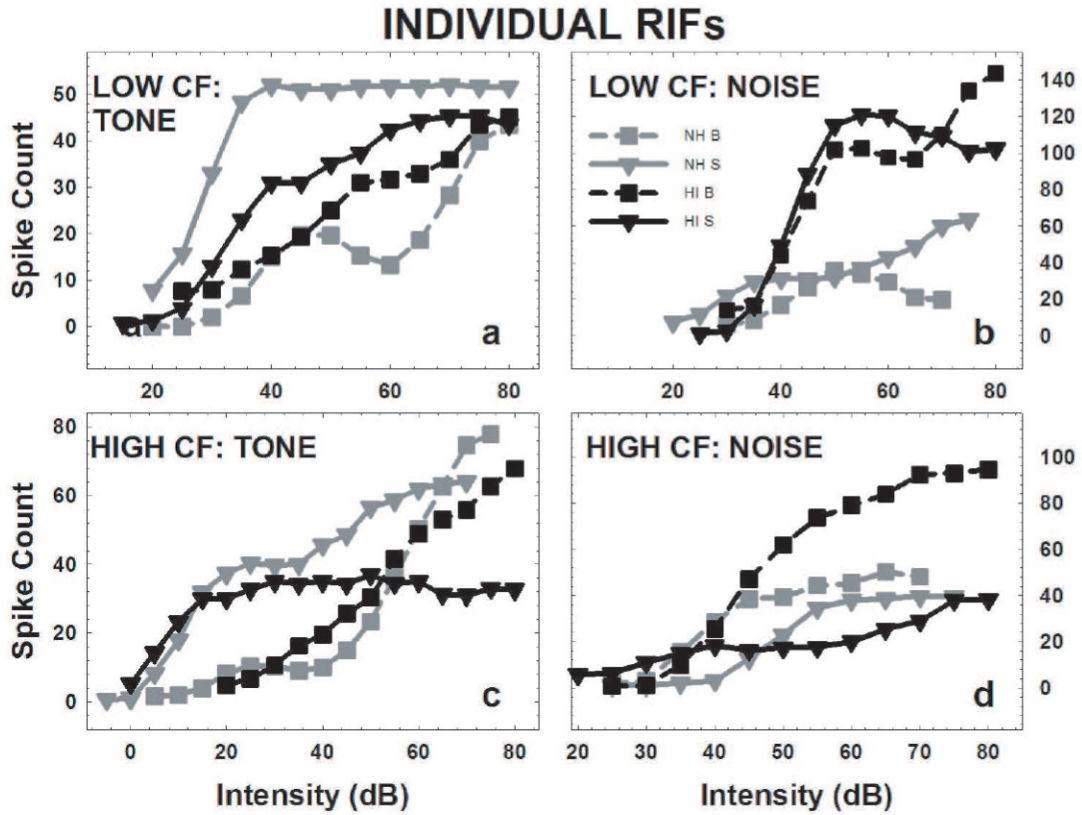 INDIVIDUAL RIFs
LOW CF:
TONE
Spike Count
50
40
30
20
10
0
a
a
20
40
60
80
LOW CF: NOISE
NH B
NH S
HI B
HI S
140
120
100
80
60
40
20
0
b
20
40
60
80
HIGH CF: TONE
Spike Count
80
60
40
20
0
c
0
20
40
60
80
Intensity (dB)
HIGH CF: NOISE
100
80
60
40
20
0
d
20
30
40
50
60
70
80
Intensity (dB)